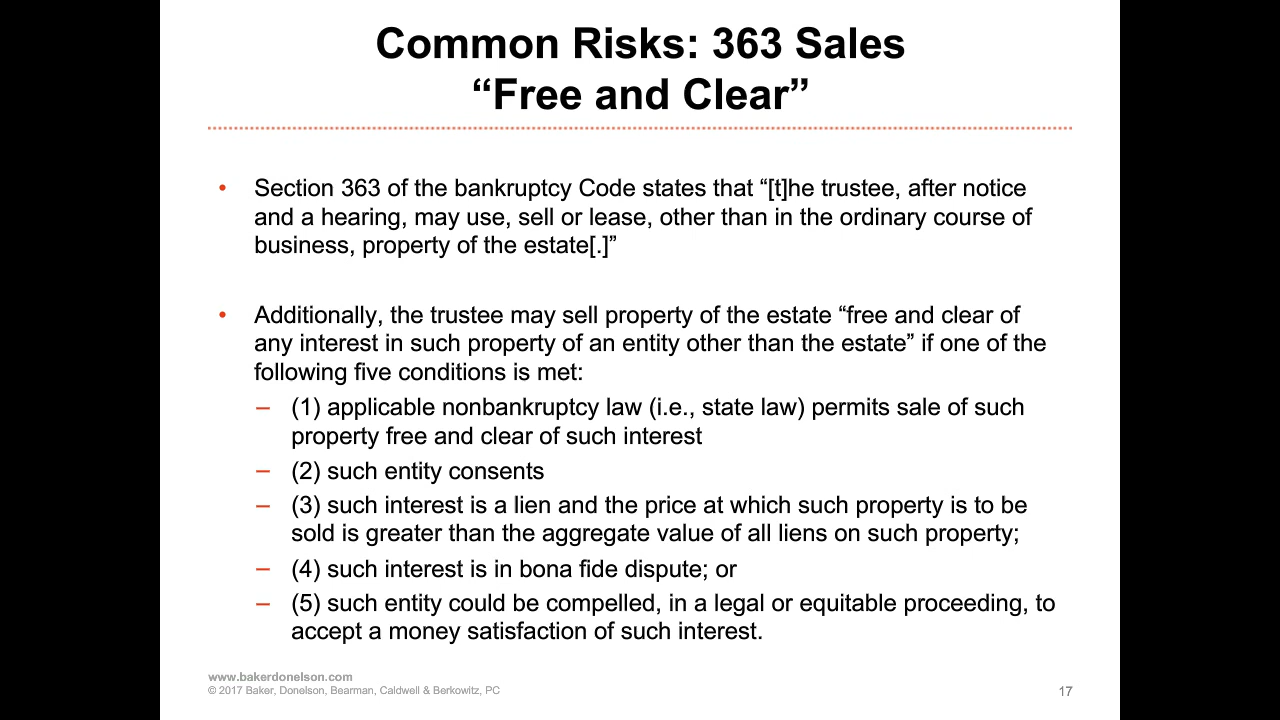 Common Risks: 363 Sales
“Free and Clear”
• Section 363 of the bankruptcy Code states that “[t]he trustee, after notice
and a hearing, may use, sell or lease, other than in the ordinary course of
business, property of the estate[.]”
• Additionally, the trustee may sell property of the estate “free and clear of
any interest in such property of an entity other than the estate” if one of the
following five conditions is met:
– (1) applicable nonbankruptcy law (i.e., state law) permits sale of such
property free and clear of such interest
– (2) such entity consents
– (3) such interest is a lien and the price at which such property is to be
sold is greater than the aggregate value of all liens on such property;
– (4) such interest is in bona fide dispute; or
– (5) such entity could be compelled, in a legal or equitable proceeding, to
accept a money satisfaction of such interest.
www.bakerdonelson.com
© 2017 Baker, Donelson, Bearman, Caldwell & Berkowitz, PC
17